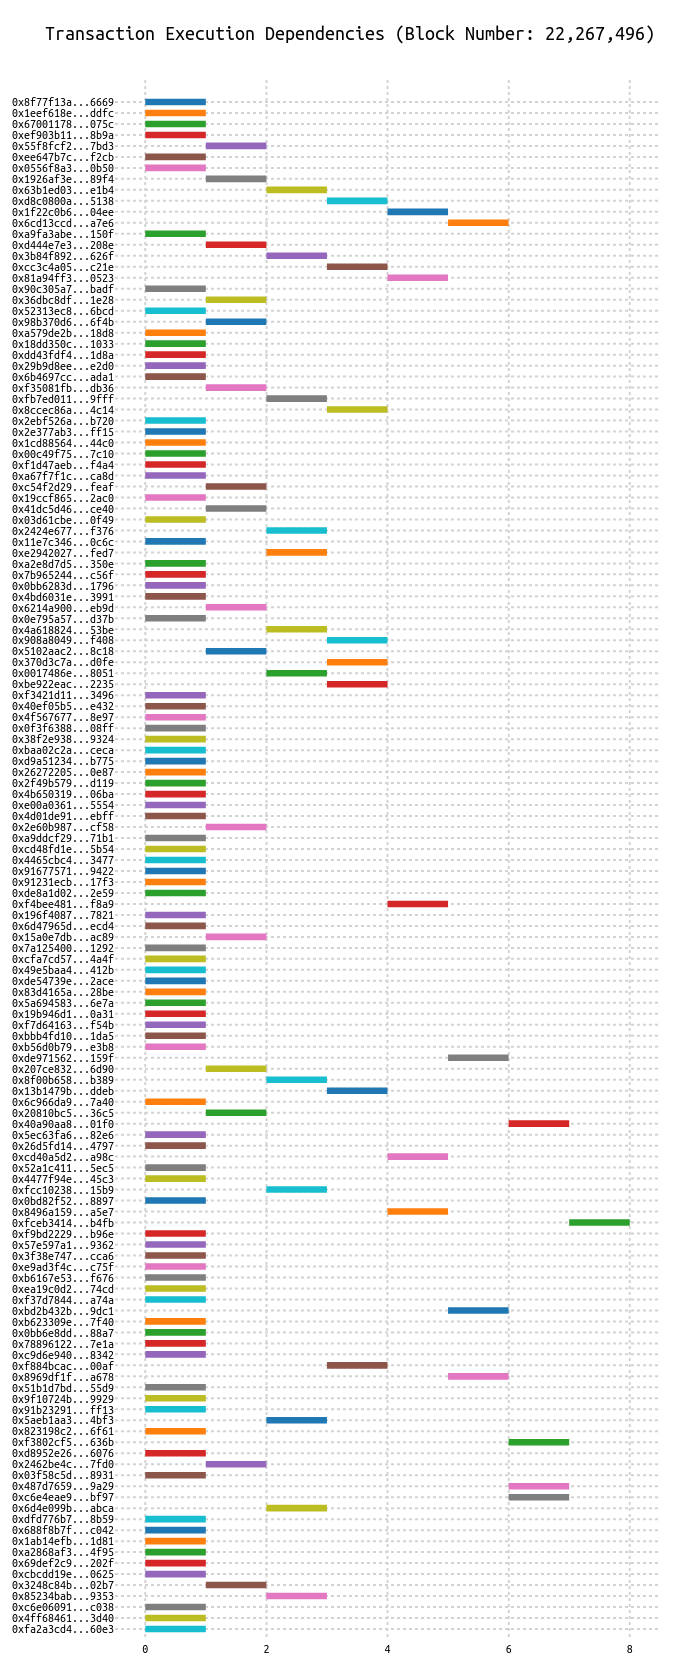 Transaction Execution Dependencies (Block Number: 22,267,496)
0x8f77f13a...6669
0x1eef618e...ddfc
0x67001178...075c
0xef903b11...8b9a
0x55f8fcf2...7bd3
0xee647b7c...f2cb
0x0556f8a3...0b50
0x1926af3e...89f4
0x63b1ed03...e1b4
0xd8c0800a...5138
0x1f22c0b6...04ee
0x6cd13ccd...a7e6
0xa9fa3abe...150f
0xd444e7e3...208e
0x3b84f892...626f
0xcc3c4a05...c21e
0x81a94ff3...0523
0x90c305a7...badf
0x36dbc8df...1e28
0x52313ec8...6bcd
0x98b370d6...6f4b
0xa579de2b...18d8
0x18dd350c...1033
0xdd43fdf4...1d8a
0x29b9d8ee...e2d0
0x6b4697cc...ada1
0xf35081fb...db36
0xfb7ed011...9fff
0x8ccec86a...4c14
0x2ebf526a...b720
0x2e377ab3...ff15
0x1cd88564...44c0
0x00c49f75...7c10
0xf1d47aeb...f4a4
0xa67f7f1c...ca8d
0xc54f2d29...feaf
0x19ccf865...2ac0
0x41dc5d46...ce40
0x03d61cbe...0f49
0x2424e677...f376
0x11e7c346...0c6c
0xe2942027...fed7
0xa2e8d7d5...350e
0x7b965244...c56f
0x0bb6283d...1796
0x4bd6031e...3991
0x6214a900...eb9d
0x0e795a57...d37b
0x4a618824...53be
0x908a8049...f408
0x5102aac2...8c18
0x370d3c7a...d0fe
0x0017486e...8051
0xbe922eac...2235
0xf3421d11...3496
0x40ef05b5...e432
0x4f567677...8e97
0x0f3f6388...08ff
0x38f2e938...9324
0xbaa02c2a...ceca
0xd9a51234...b775
0x26272205...0e87
0x2f49b579...d119
0x4b650319...06ba
0xe00a0361...5554
0x4d01de91...ebff
0x2e60b987...cf58
0xa9ddcf29...71b1
0xcd48fd1e...5b54
0x4465cbc4...3477
0x91677571...9422
0x91231ecb...17f3
0xde8a1d02...2e59
0xf4bee481...f8a9
0x196f4087...7821
0x6d47965d...ecd4
0x15a0e7db...ac89
0x7a125400...1292
0xcfa7cd57...4a4f
0x49e5baa4...412b
0xde54739e...2ace
0x83d4165a...28be
0x5a694583...6e7a
0x19b946d1...0a31
0xf7d64163...f54b
0xbbb4fd10...1da5
0xb56d0b79...e3b8
0xde971562...159f
0x207ce832...6d90
0x8f00b658...b389
0x13b1479b...ddeb
0x6c966da9...7a40
0x20810bc5...36c5
0x40a90aa8...01f0
0x5ec63fa6...82e6
0x26d5fd14...4797
0xcd40a5d2...a98c
0x52a1c411...5ec5
0x4477f94e...45c3
0xfcc10238...15b9
0x0bd82f52...8897
0x8496a159...a5e7
0xfceb3414...b4fb
0xf9bd2229...b96e
0x57e597a1...9362
0x3f38e747...cca6
0xe9ad3f4c...c75f
0xb6167e53...f676
0xea19c0d2...74cd
0xf37d7844...a74a
0xbd2b432b...9dc1
0xb623309e...7f40
0x0bb6e8dd...88a7
0x78896122...7e1a
0xc9d6e940...8342
0xf884bcac...00af
0x8969df1f...a678
0x51b1d7bd...55d9
0x9f10724b...9929
0x91b23291...ff13
0x5aeb1aa3...4bf3
0x823198c2...6f61
0xf3802cf5...636b
0xd8952e26...6076
0x2462be4c...7fd0
0x03f58c5d...8931
0x487d7659...9a29
0xc6e4eae9...bf97
0x6d4e099b...abca
0xdfd776b7...8b59
0x688f8b7f...c042
0x1ab14efb...1d81
0xa2868af3...4f95
0x69def2c9...202f
0xcbcdd19e...0625
0x3248c84b...02b7
0x85234bab...9353
0xc6e06091...c038
0x4ff68461...3d40
0xfa2a3cd4...60e3
0 2 4 6 8